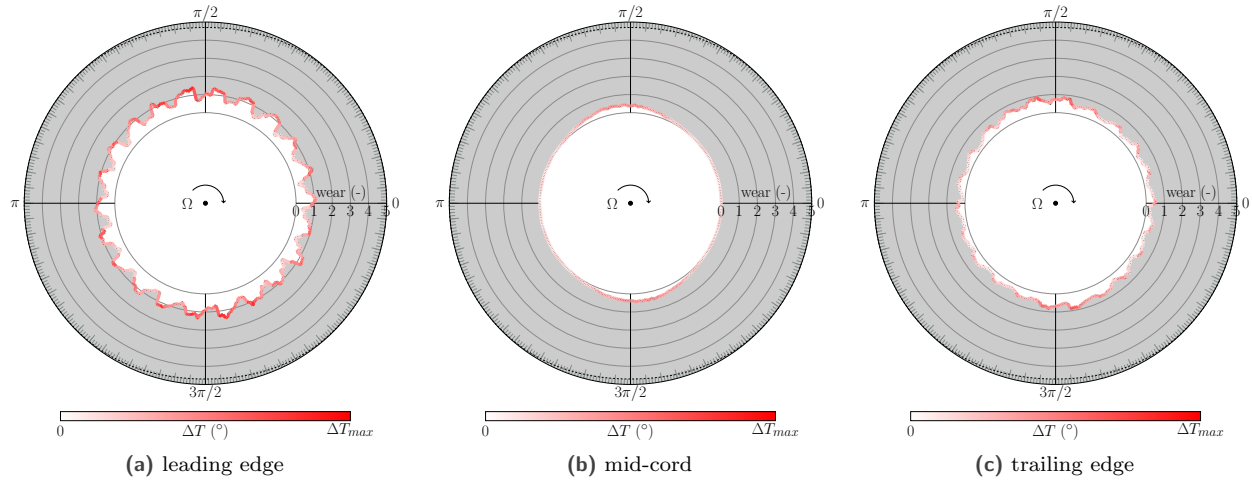 π/2
π
Ω
wear (-)
0 1 2 3 4 5
0
3π/2
0
ΔT (°)
ΔTmax
(a) leading edge
π/2
π
Ω
wear (-)
0 1 2 3 4 5
0
3π/2
0
ΔT (°)
ΔTmax
(b) mid-cord
π/2
π
Ω
wear (-)
0 1 2 3 4 5
0
3π/2
0
ΔT (°)
ΔTmax
(c) trailing edge